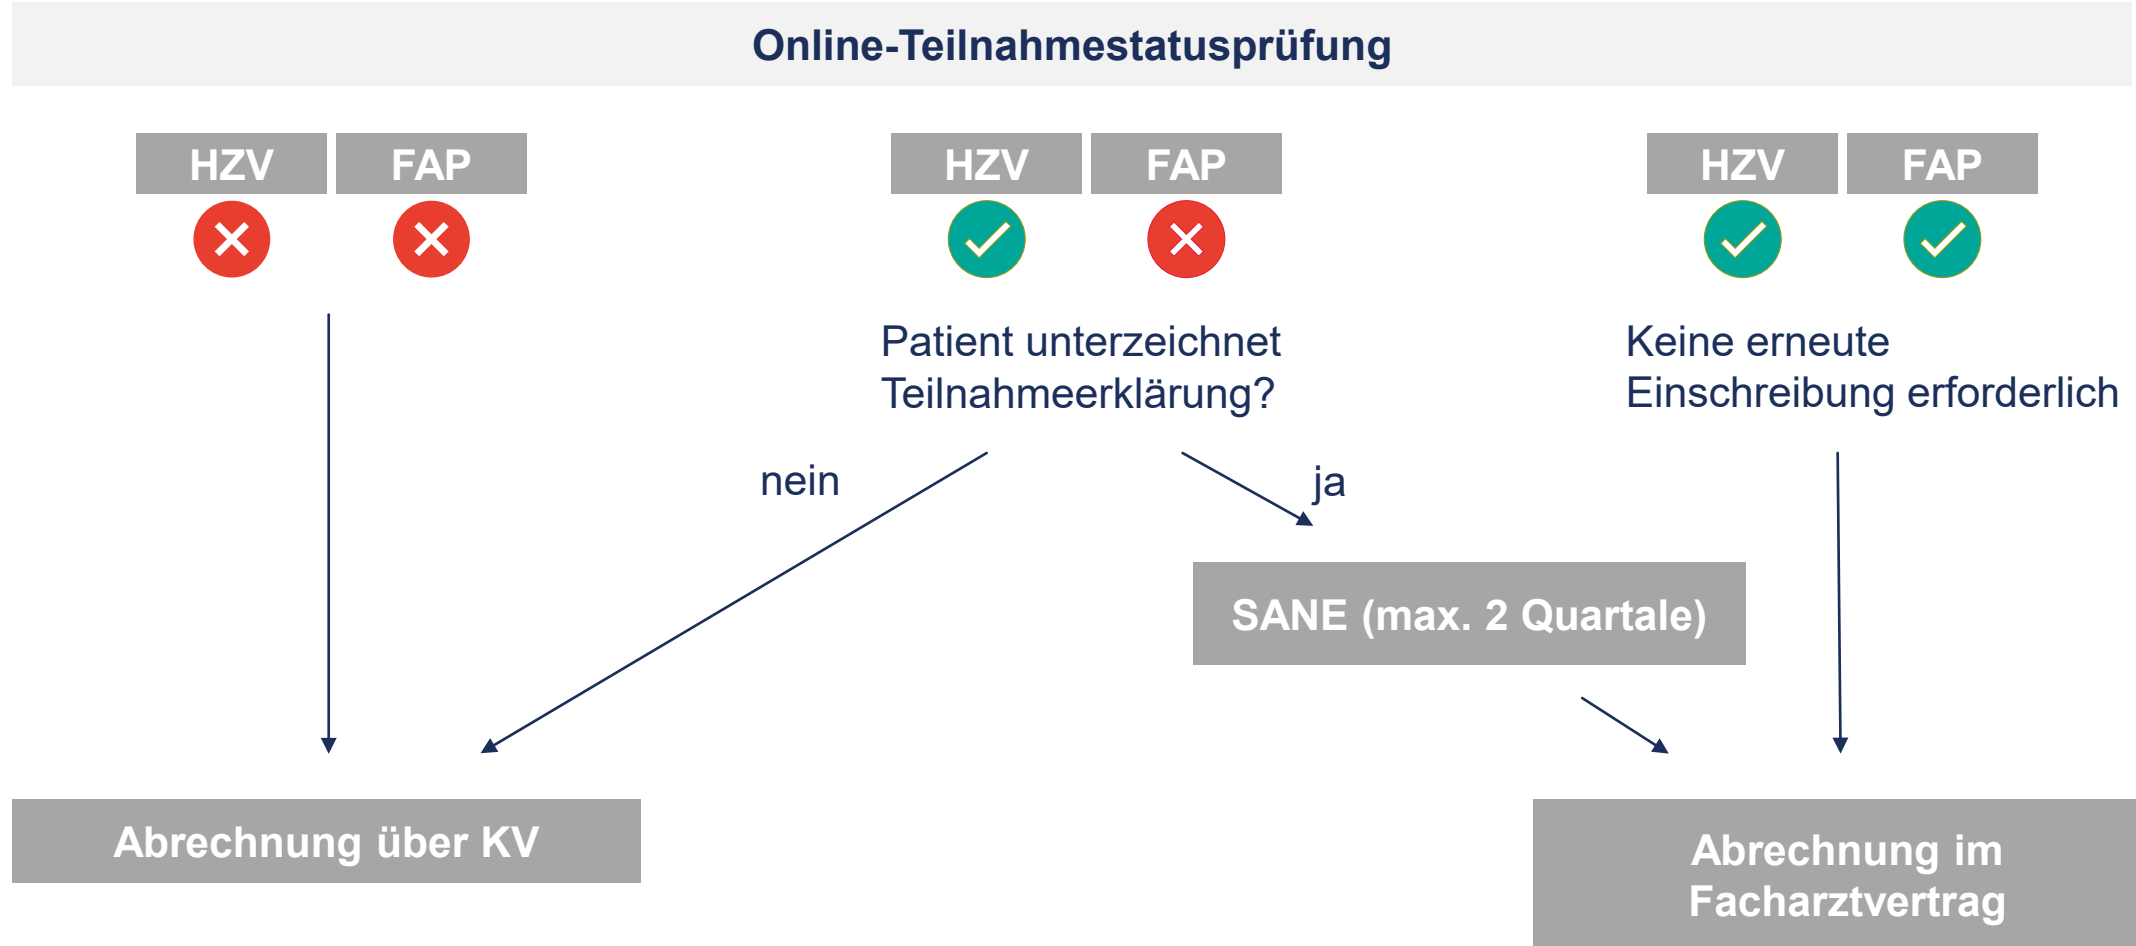 Online-Teilnahmestatusprüfung
HZV FAP
HZV FAP
HZV FAP
Patient unterzeichnet
Teilnahmeerklärung?
Keine erneute
Einschreibung erforderlich
nein
ja
SANE (max. 2 Quartale)
Abrechnung über KV
Abrechnung im
Facharztvertrag